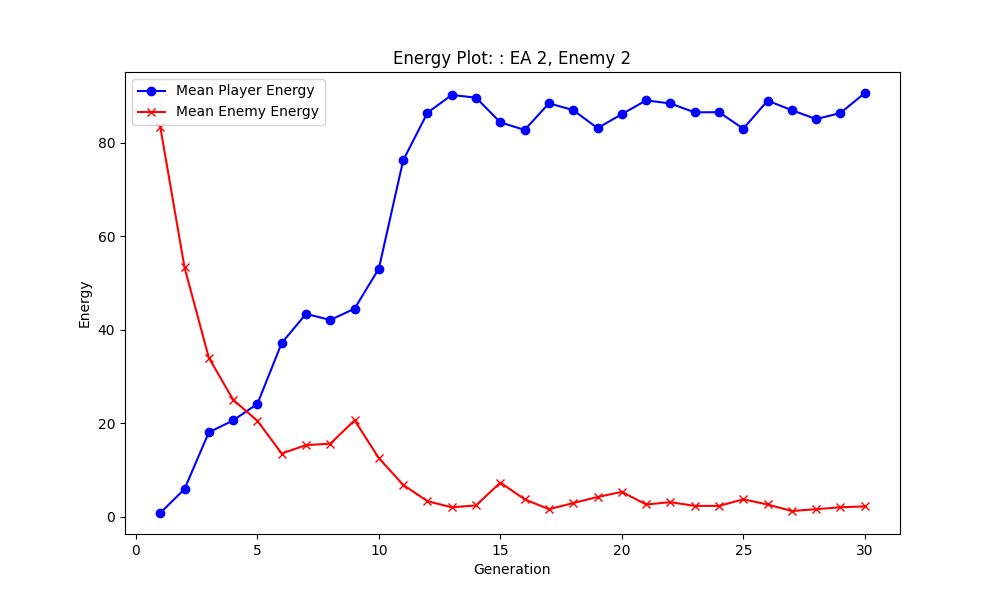 Energy Plot: : EA 2, Enemy 2
Mean Player Energy
Mean Enemy Energy
Energy
80
60
40
20
0
0 5 10 15 20 25 30
Generation